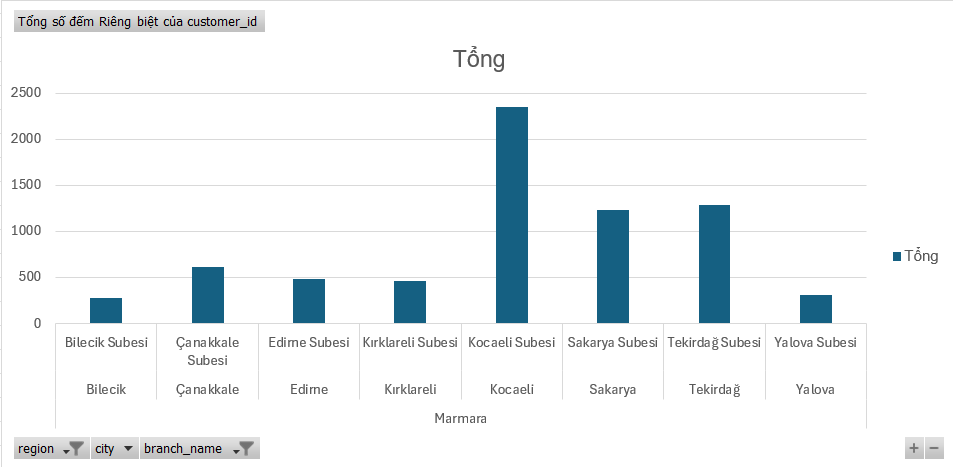 Tổng số đếm Riêng biệt của customer_id
Tổng
2500
2000
1500
1000
500
0
Tổng
Bilecik Subesi
Çanakkale Subesi
Edirne Subesi
Kırklareli Subesi
Kocaeli Subesi
Sakarya Subesi
Tekirdağ Subesi
Yalova Subesi
Bilecik
Çanakkale
Edirne
Kırklareli
Kocaeli
Sakarya
Tekirdağ
Yalova
Marmara
region
city
branch_name
+ −